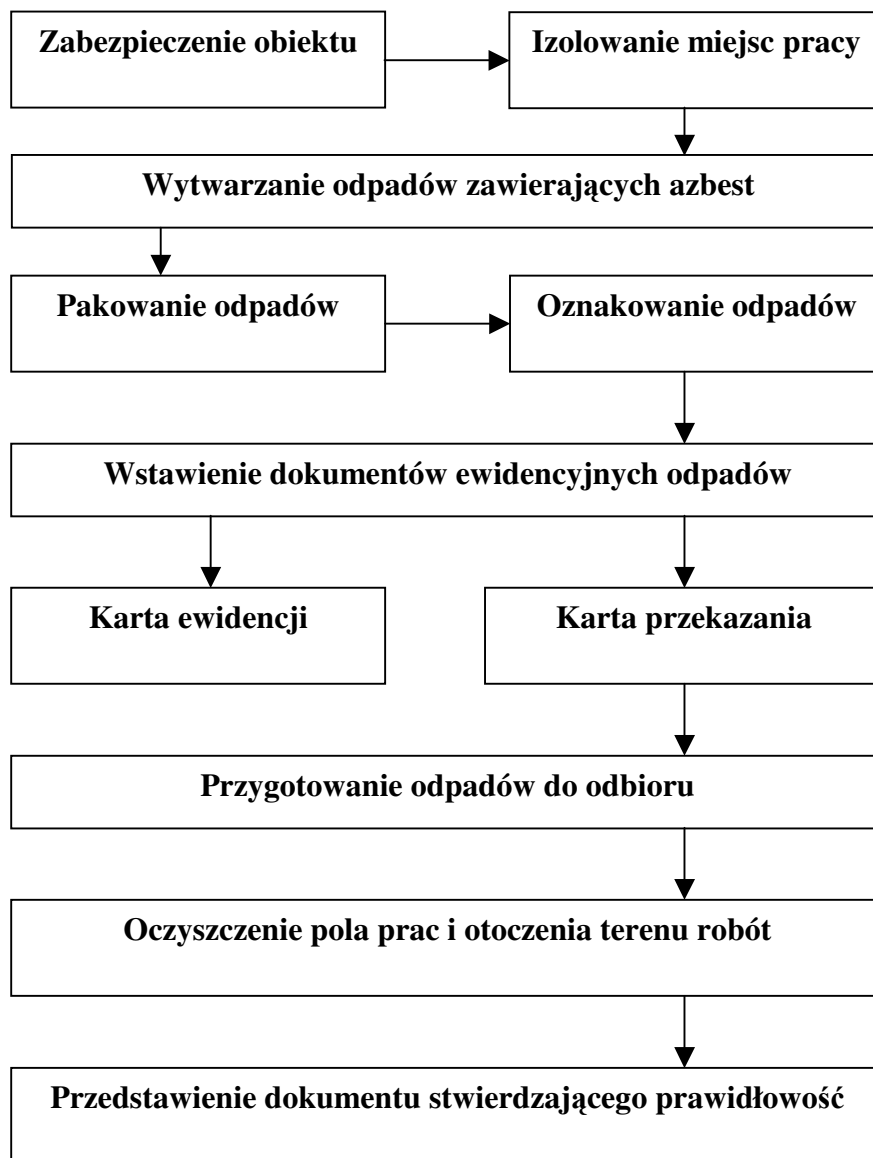 Zabezpieczenie obiektu
Izolowanie miejsc pracy
Wytwarzanie odpadów zawierających azbest
Pakowanie odpadów
Oznakowanie odpadów
Wstawienie dokumentów ewidencyjnych odpadów
Karta ewidencji
Karta przekazania
Przygotowanie odpadów do odbioru
Oczyszczenie pola prac i otoczenia terenu robót
Przedstawienie dokumentu stwierdzającego prawidłowość